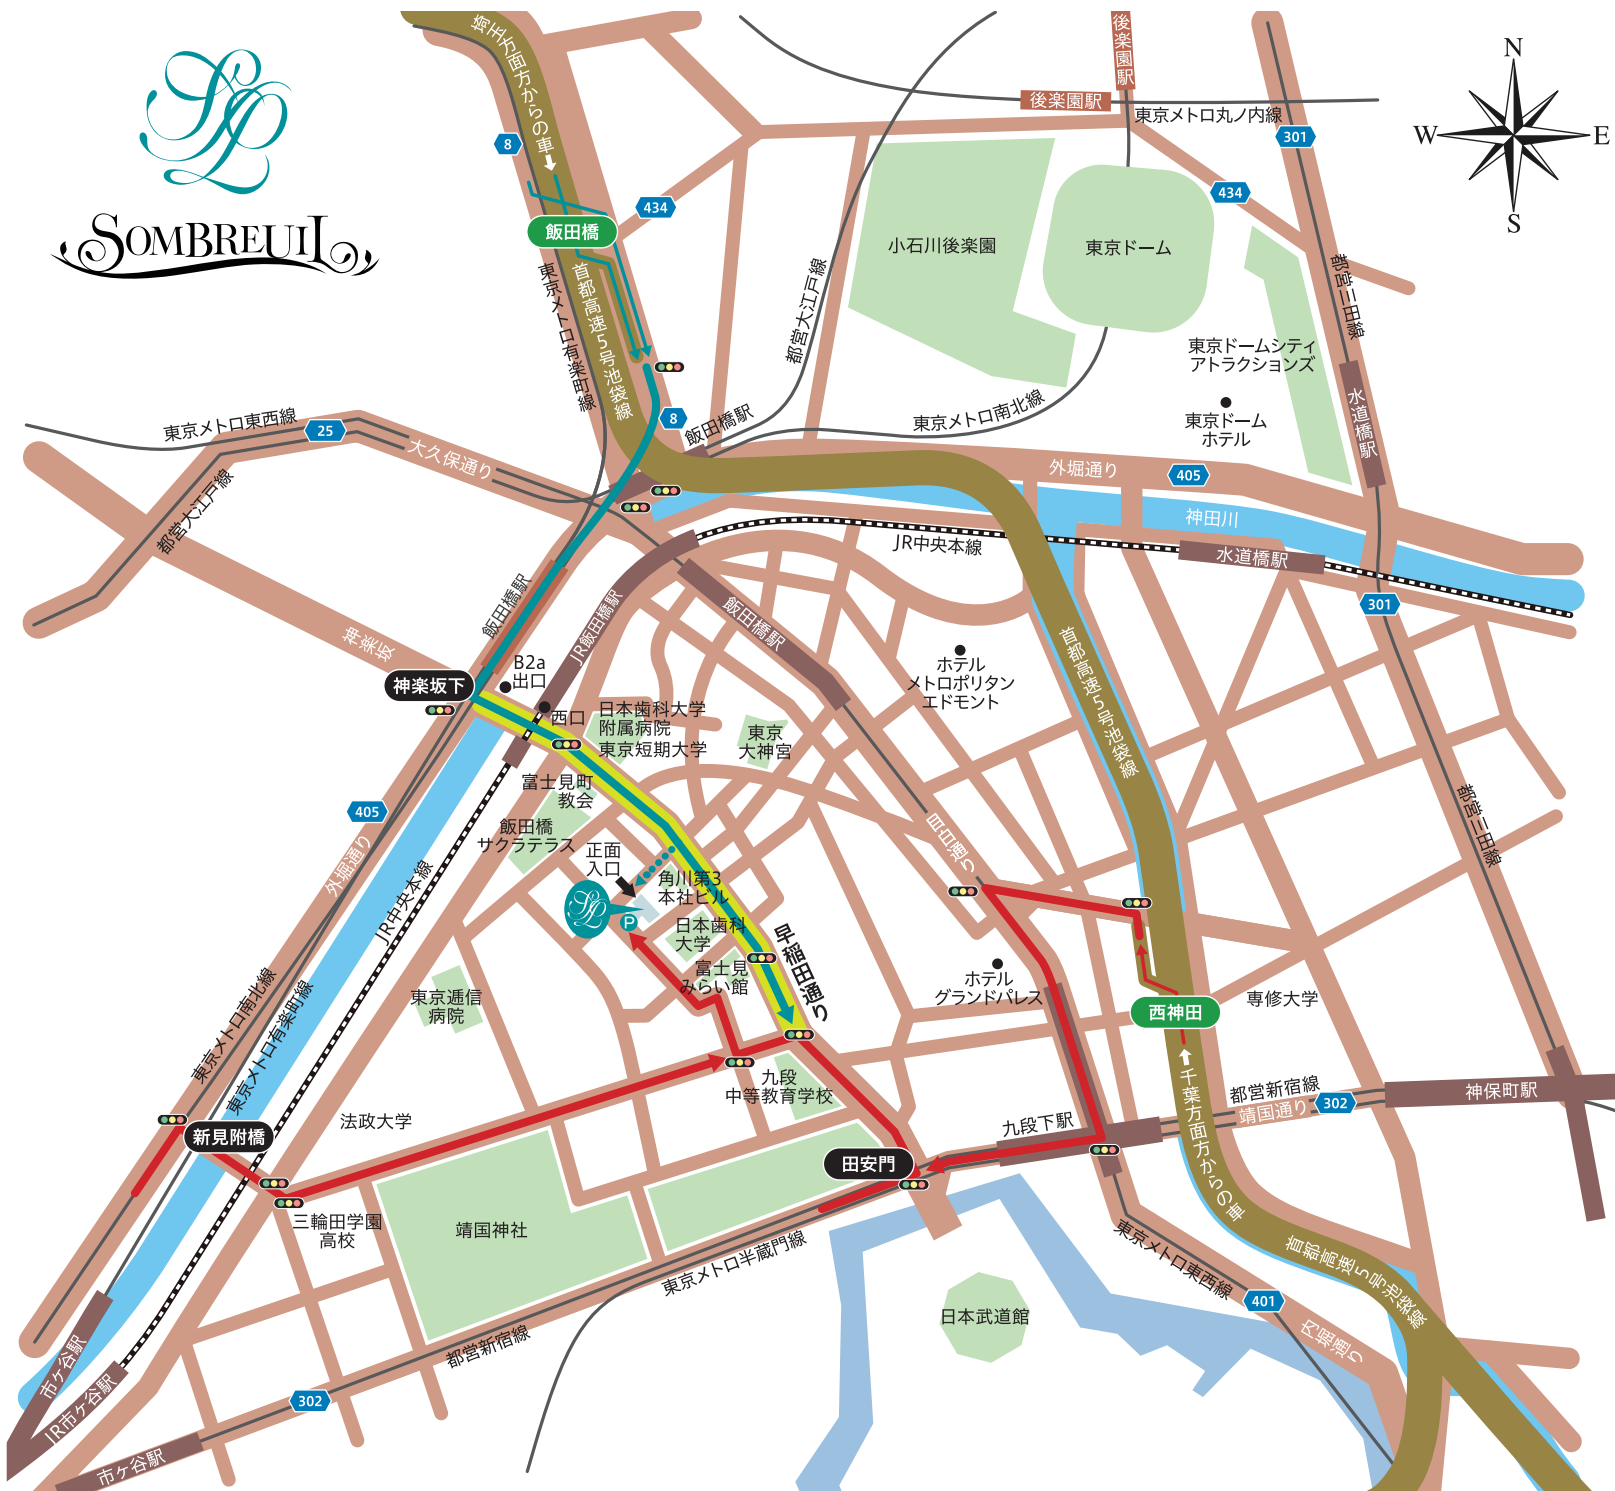 SOMBREUIL
N
W
E
S
埼玉方面方からの車
8
飯田橋
434
首都高速5号池袋線
東京メトロ有楽町線
8
飯田橋駅
都営大江戸線
後楽園駅
後楽園駅
東京メトロ丸ノ内線
301
434
小石川後楽園
東京ドーム
都営三田線
東京ドームシティ
アトラクションズ
東京ドーム
ホテル
水道橋駅
東京メトロ南北線
外堀通り
405
神田川
東京メトロ東西線
25
大久保通り
都営大江戸線
神楽坂
飯田橋駅
JR飯田橋駅
飯田橋駅
JR中央本線
水道橋駅
301
神楽坂下
B2a
出口
西口
日本歯科大学
附属病院
東京短期大学
東京
大神宮
ホテル
メトロポリタン
エドモント
首都高速5号池袋線
富士見町
教会
飯田橋
サクラテラス
正面
入口
角川第3
本社ビル
P
日本歯科
大学
富士見
みらい館
早稲田通り
目白通り
都営三田線
405
外堀通り
JR中央本線
東京メトロ南北線
東京メトロ有楽町線
東京逓信
病院
ホテル
グランドパレス
西神田
専修大学
千葉方面方からの車
都営新宿線
靖国通り
302
神保町駅
九段
中等教育学校
九段下駅
田安門
法政大学
新見附橋
三輪田学園
高校
靖国神社
東京メトロ半蔵門線
都営新宿線
302
日本武道館
東京メトロ東西線
401
内堀通り
首都高速5号池袋線
市ヶ谷駅
JR市ケ谷駅
市ヶ谷駅